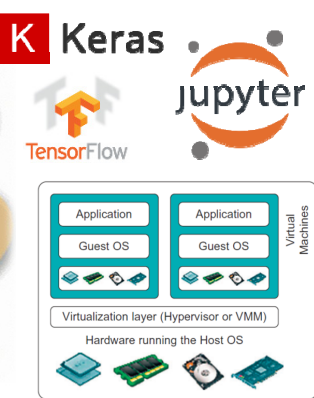 K Keras
jupyter
TensorFlow
Application
Application
Guest OS
Guest OS
Virtual
Machines
Virtualization layer (Hypervisor or VMM)
Hardware running the Host OS